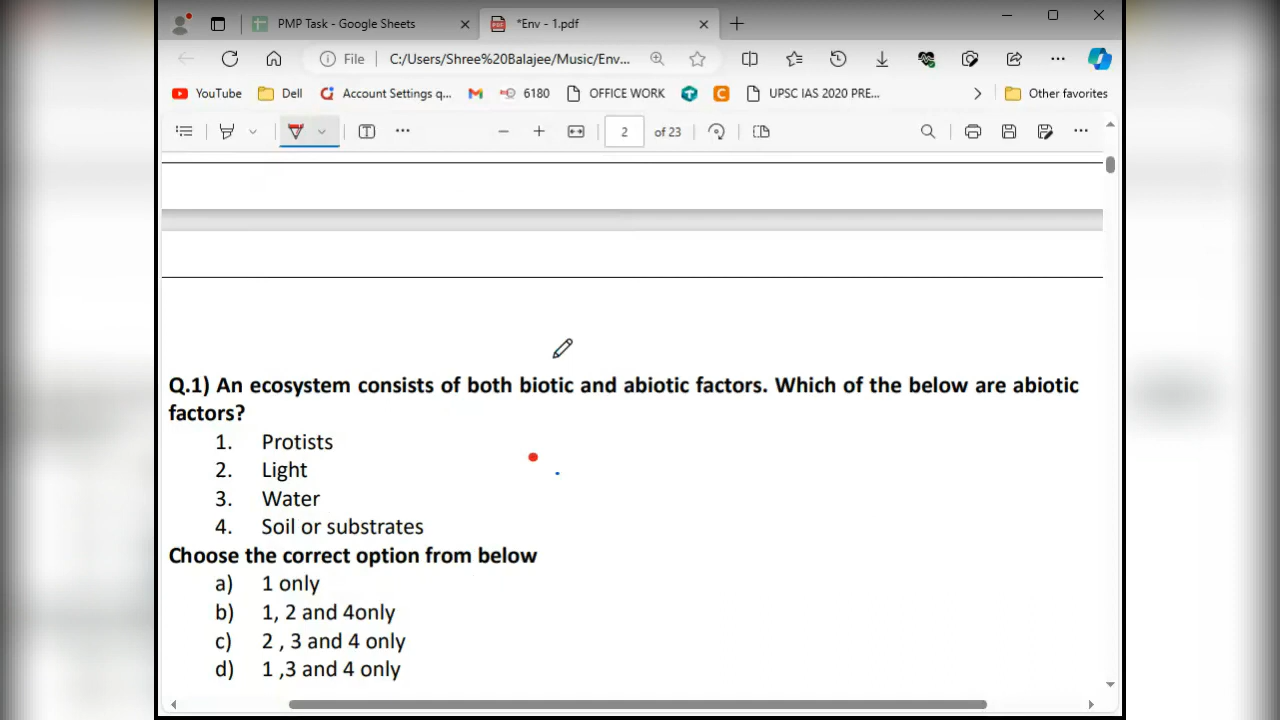 PMP Task - Google Sheets
*Env - 1.pdf
File
C:/Users/Shree%20Balajee/Music/Env...
YouTube
Dell
Account Settings q...
6180
OFFICE WORK
UPSC IAS 2020 PRE...
Other favorites
2 of 23
Q.1) An ecosystem consists of both biotic and abiotic factors. Which of the below are abiotic
factors?
1. Protists
2. Light
3. Water
4. Soil or substrates
Choose the correct option from below
a) 1 only
b) 1, 2 and 4only
c) 2 , 3 and 4 only
d) 1 ,3 and 4 only